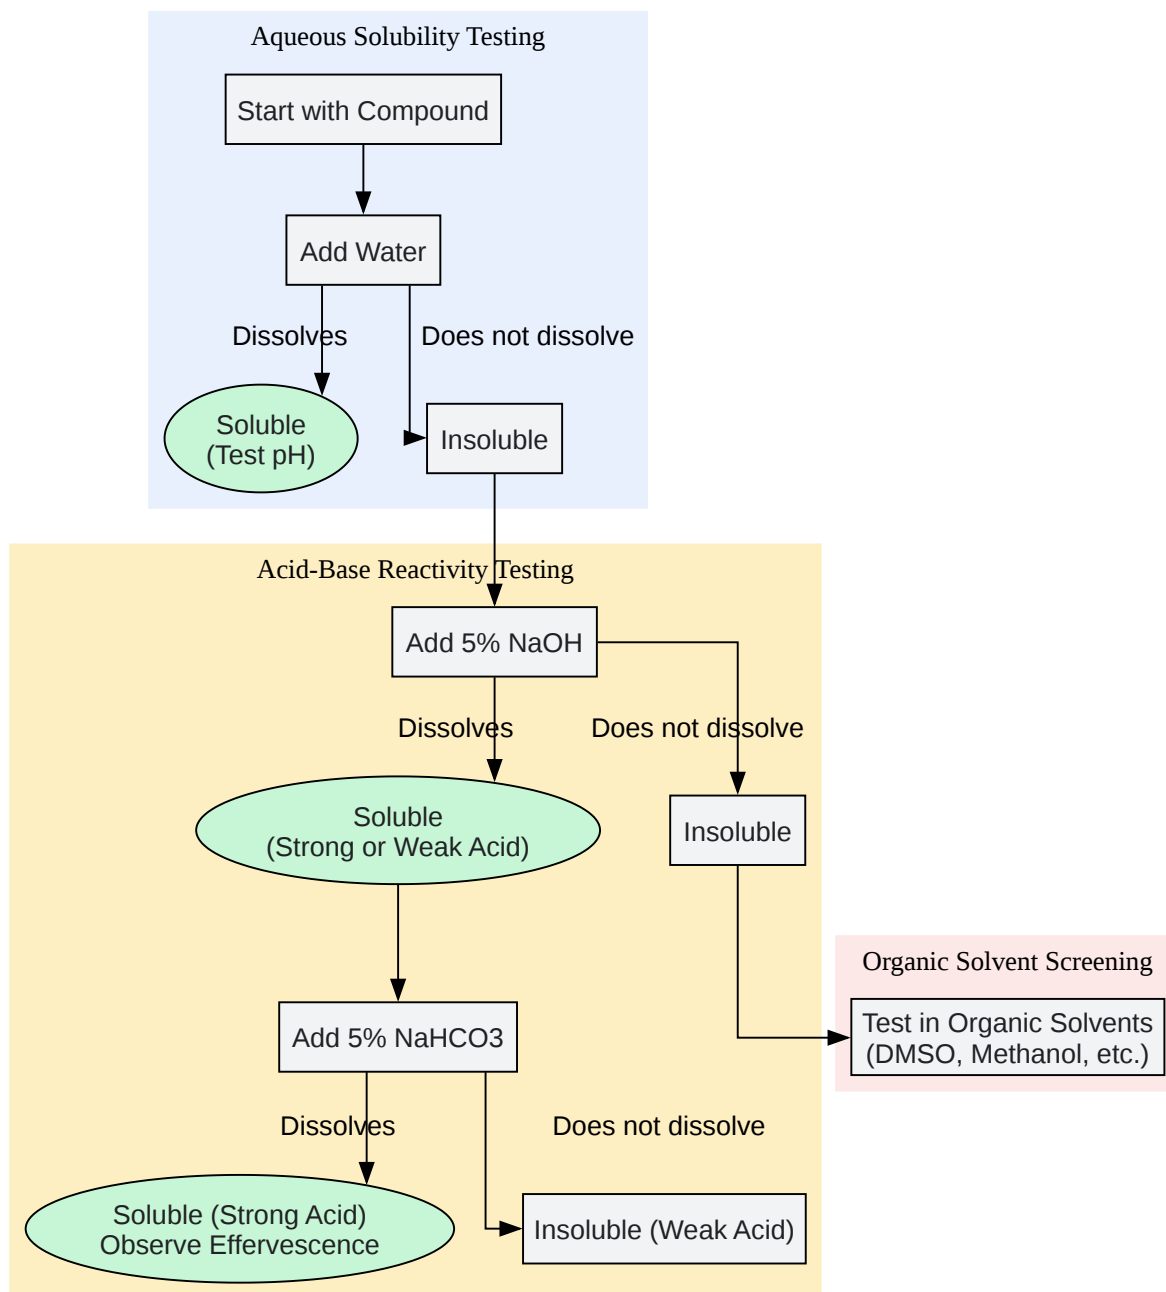 Aqueous Solubility Testing
Start with Compound
Add Water
Dissolves
Does not dissolve
Soluble
(Test pH)
Insoluble
Acid-Base Reactivity Testing
Add 5% NaOH
Dissolves
Does not dissolve
Soluble
(Strong or Weak Acid)
Insoluble
Organic Solvent Screening
Test in Organic Solvents
(DMSO, Methanol, etc.)
Add 5% NaHCO3
Dissolves
Does not dissolve
Soluble (Strong Acid)
Observe Effervescence
Insoluble (Weak Acid)